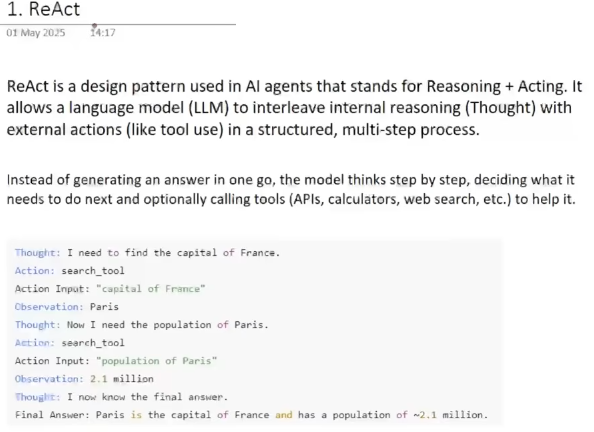 1. ReAct
01 May 2025 14:17
ReAct is a design pattern used in AI agents that stands for Reasoning + Acting. It
allows a language model (LLM) to interleave internal reasoning (Thought) with
external actions (like tool use) in a structured, multi-step process.
Instead of generating an answer in one go, the model thinks step by step, deciding what it
needs to do next and optionally calling tools (APIs, calculators, web search, etc.) to help it.
Thought: I need to find the capital of France.
Action: search_tool
Action Input: "capital of France"
Observation: Paris
Thought: Now I need the population of Paris.
Action: search_tool
Action Input: "population of Paris"
Observation: 2.1 million
Thought: I now know the final answer.
Final Answer: Paris is the capital of France and has a population of ~2.1 million.